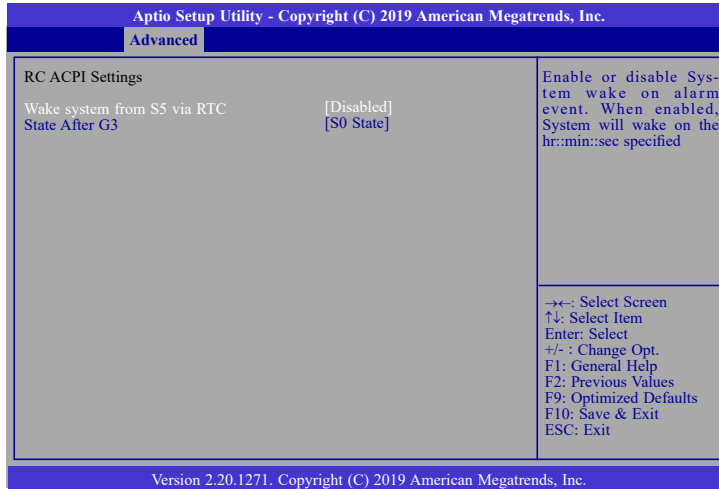 Aptio Setup Utility - Copyright (C) 2019 American Megatrends, Inc.
Advanced
RC ACPI Settings
Wake system from S5 via RTC [Disabled]
State After G3 [S0 State]
Enable or disable Sys-
tem wake on alarm
event. When enabled,
System will wake on the
hr::min::sec specified
→←: Select Screen
↑↓: Select Item
Enter: Select
+/- : Change Opt.
F1: General Help
F2: Previous Values
F9: Optimized Defaults
F10: Save & Exit
ESC: Exit
Version 2.20.1271. Copyright (C) 2019 American Megatrends, Inc.